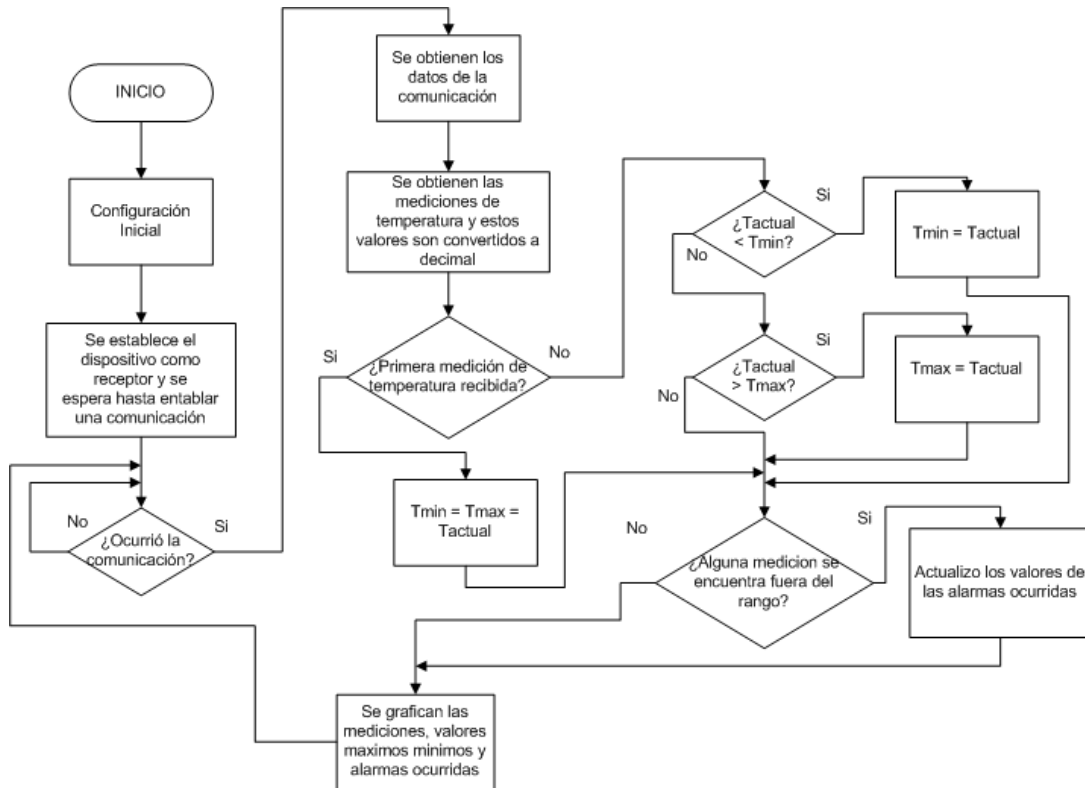 INICIO
Configuración
Inicial
Se establece el
dispositivo como
receptor y se
espera hasta entablar
una comunicación
No
Si
¿Ocurrió la
comunicación?
Se obtienen los
datos de la
comunicación
Se obtienen las
mediciones de
temperatura y estos
valores son convertidos a
decimal
Si
No
¿Primera medición de
temperatura recibida?
Tmin = Tmax =
Tactual
Si
¿Tactual
< Tmin?
No
Tmin = Tactual
Si
¿Tactual
> Tmax?
No
Tmax = Tactual
No
Si
¿Alguna medicion se
encuentra fuera del
rango?
Actualizo los valores de
las alarmas ocurridas
Se grafican las
mediciones, valores
maximos minimos y
alarmas ocurridas